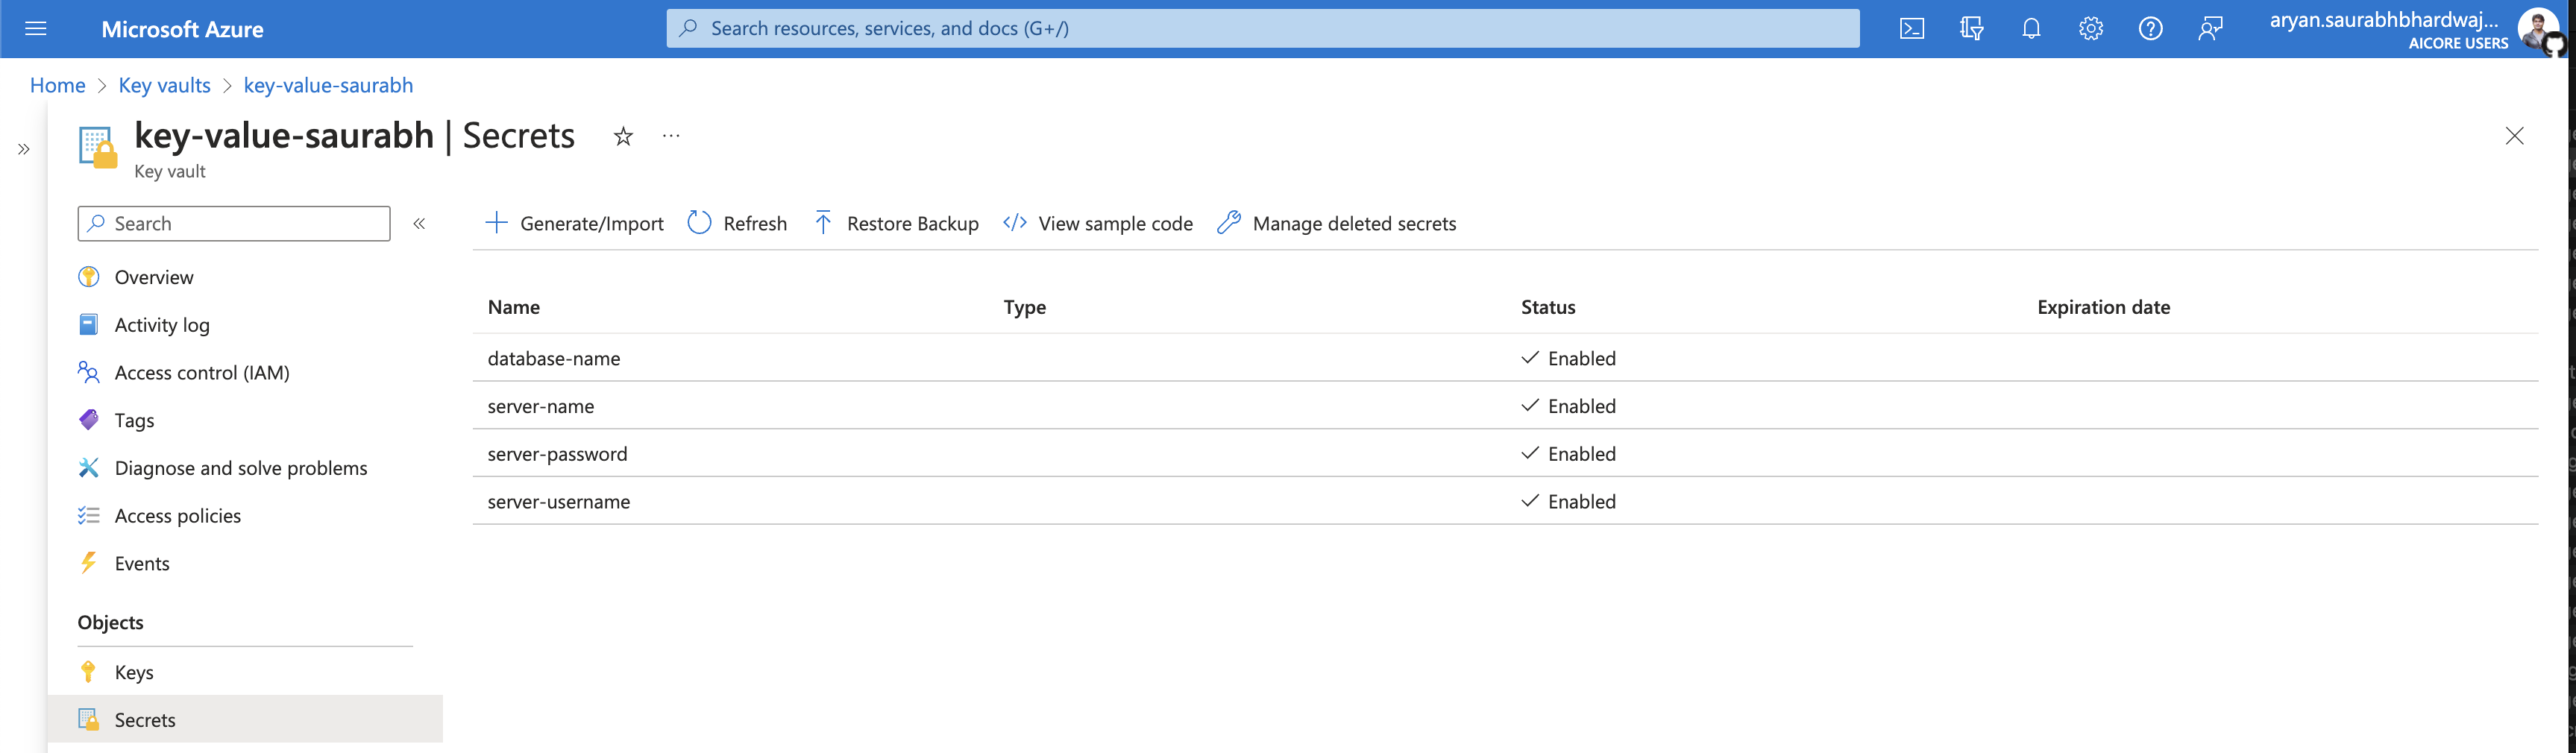 Microsoft Azure
Search resources, services, and docs (G+/)
aryan.saurabhbhardwaj...
AICORE USERS
Home > Key vaults > key-value-saurabh
key-value-saurabh | Secrets
Key vault
Search
Generate/Import
Refresh
Restore Backup
View sample code
Manage deleted secrets
Overview
Activity log
Access control (IAM)
Tags
Diagnose and solve problems
Access policies
Events
Objects
Keys
Secrets
Name Type Status Expiration date
database-name Enabled
server-name Enabled
server-password Enabled
server-username Enabled